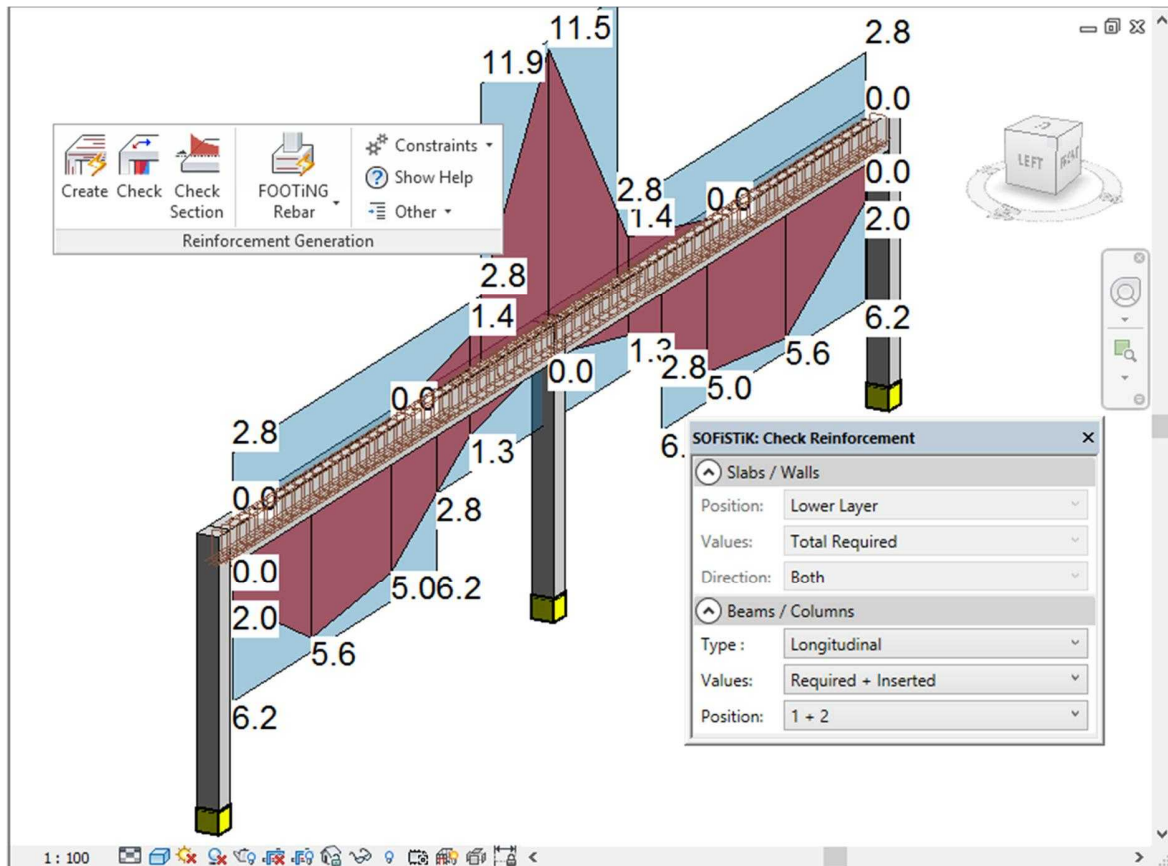 11.5
2.8
11.9
0.0
Create Check Check Section
FOOTiNG Rebar
Constraints
Show Help
Other
Reinforcement Generation
LEFT
0.0
2.8
1.4
0.0
2.0
2.8
1.4
6.2
1.3
2.8
5.6
0.0
5.0
0.0
2.8
6.
1.3
0.0
2.8
0.0
5.0
6.2
2.0
5.6
6.2
SOFiSTiK: Check Reinforcement
Slabs / Walls
Position: Lower Layer
Values: Total Required
Direction: Both
Beams / Columns
Type : Longitudinal
Values: Required + Inserted
Position: 1 + 2
1 : 100